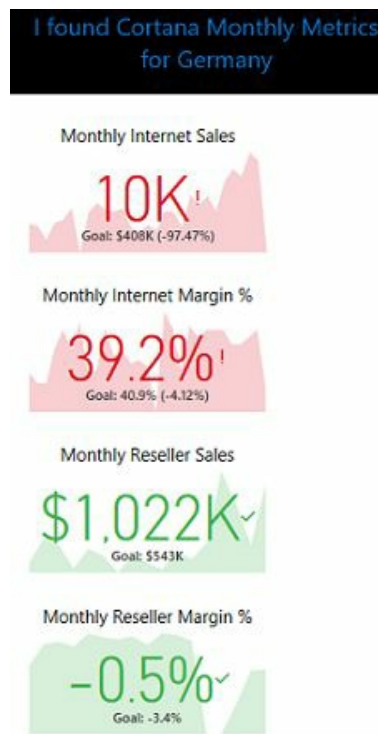 I found Cortana Monthly Metrics
for Germany
Monthly Internet Sales
10K!
Goal: $408K (-97.47%)
Monthly Internet Margin %
39.2%!
Goal: 40.9% (-4.12%)
Monthly Reseller Sales
$1,022K✓
Goal: $543K
Monthly Reseller Margin %
-0.5%✓
Goal: -3.4%